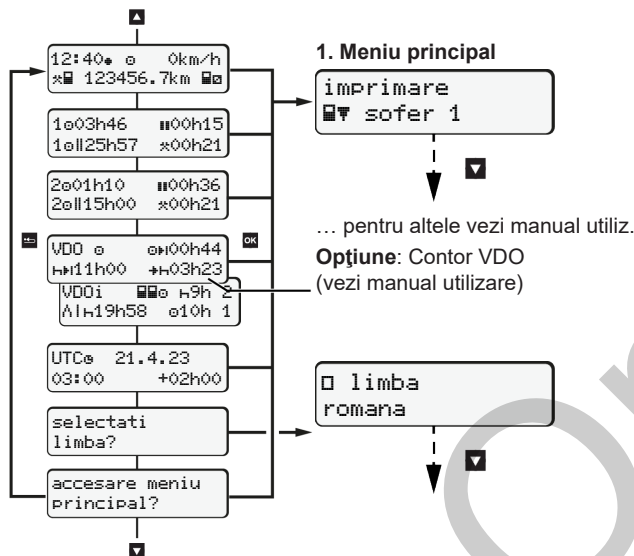 12:40 0km/h
123456.7km
1 03h46 00h15
1 25h57 00h21
2 01h10 00h36
2 15h00 00h21
VDO 00h44
11h00 03h23
VDOi 9h 2
19h58 10h 1
UTC 21.4.23
03:00 +02h00
selectati
limba?
accesare meniu
principal?
OK
1. Meniu principal
imprimare
sofer 1
… pentru altele vezi manual utiliz.
Opţiune: Contor VDO
(vezi manual utilizare)
limba
romana